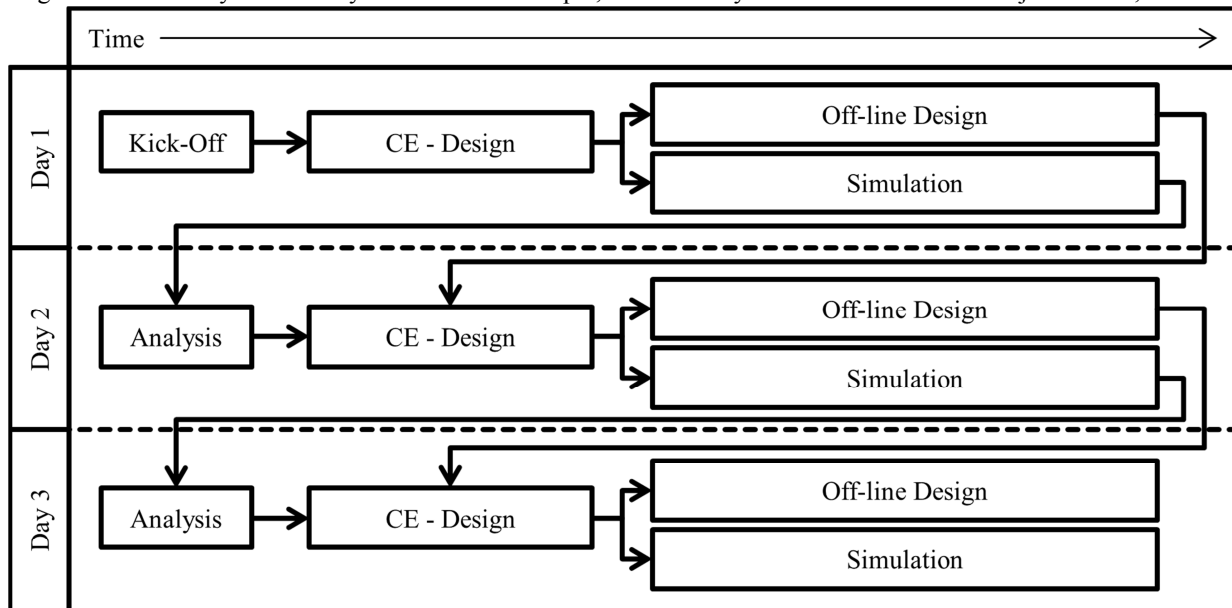 Time
Day 1
Kick-Off
CE - Design
Off-line Design
Simulation
Day 2
Analysis
CE - Design
Off-line Design
Simulation
Day 3
Analysis
CE - Design
Off-line Design
Simulation